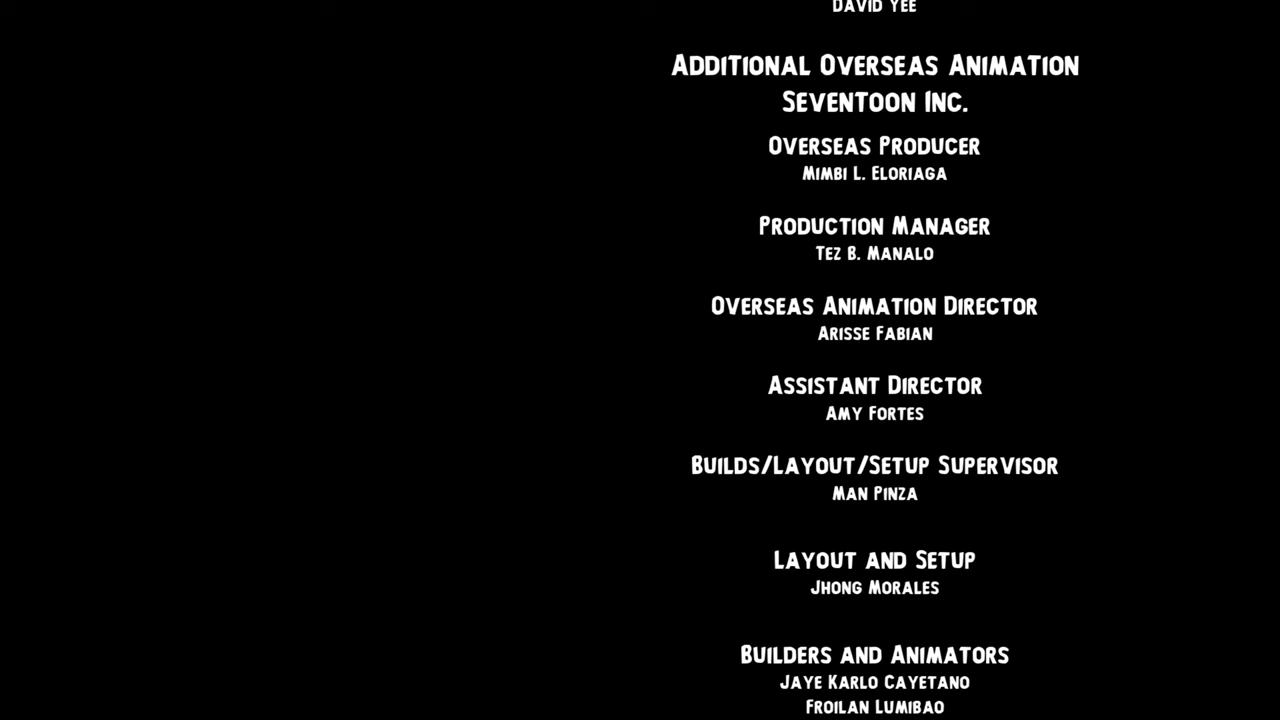 David Yee
Additional Overseas Animation
Seventoon Inc.
Overseas Producer
Mimbi L. Eloriaga
Production Manager
Tez B. Manalo
Overseas Animation Director
Arisse Fabian
Assistant Director
Amy Fortes
Builds/Layout/Setup Supervisor
Man Pinza
Layout and Setup
Jhong Morales
Builders and Animators
Jaye Karlo Cayetano
Froilan Lumibao